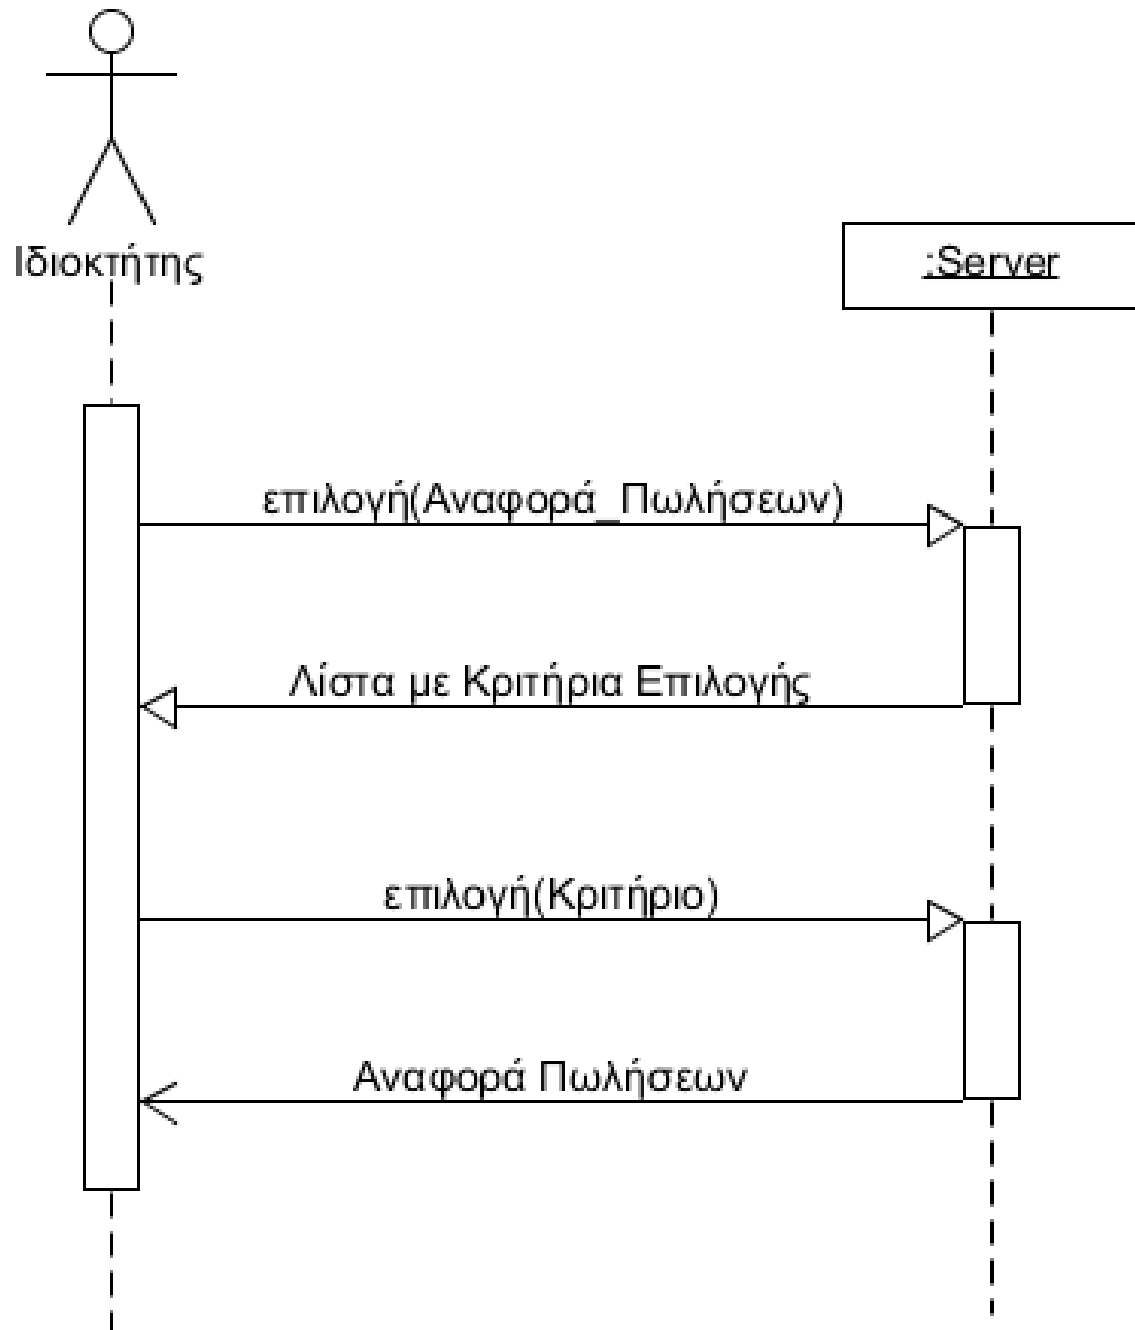 Ιδιοκτήτης
:Server
επιλογή(Αναφορά_Πωλήσεων)
Λίστα με Κριτήρια Επιλογής
επιλογή(Κριτήριο)
Αναφορά Πωλήσεων